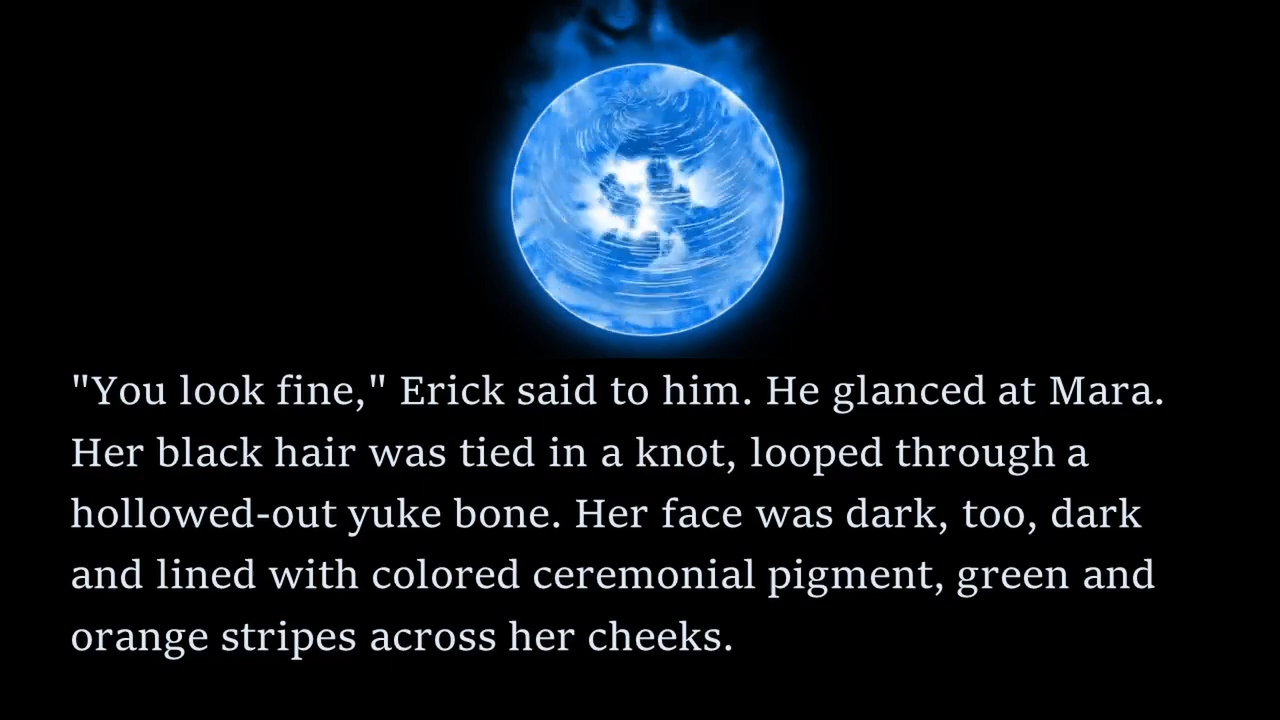 "You look fine," Erick said to him. He glanced at Mara.
Her black hair was tied in a knot, looped through a
hollowed-out yuke bone. Her face was dark, too, dark
and lined with colored ceremonial pigment, green and
orange stripes across her cheeks.